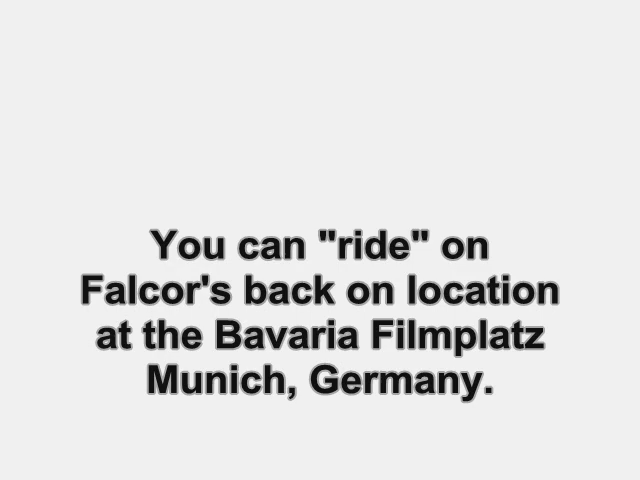 You can "ride" on
Falcor's back on location
at the Bavaria Filmplatz
Munich, Germany.